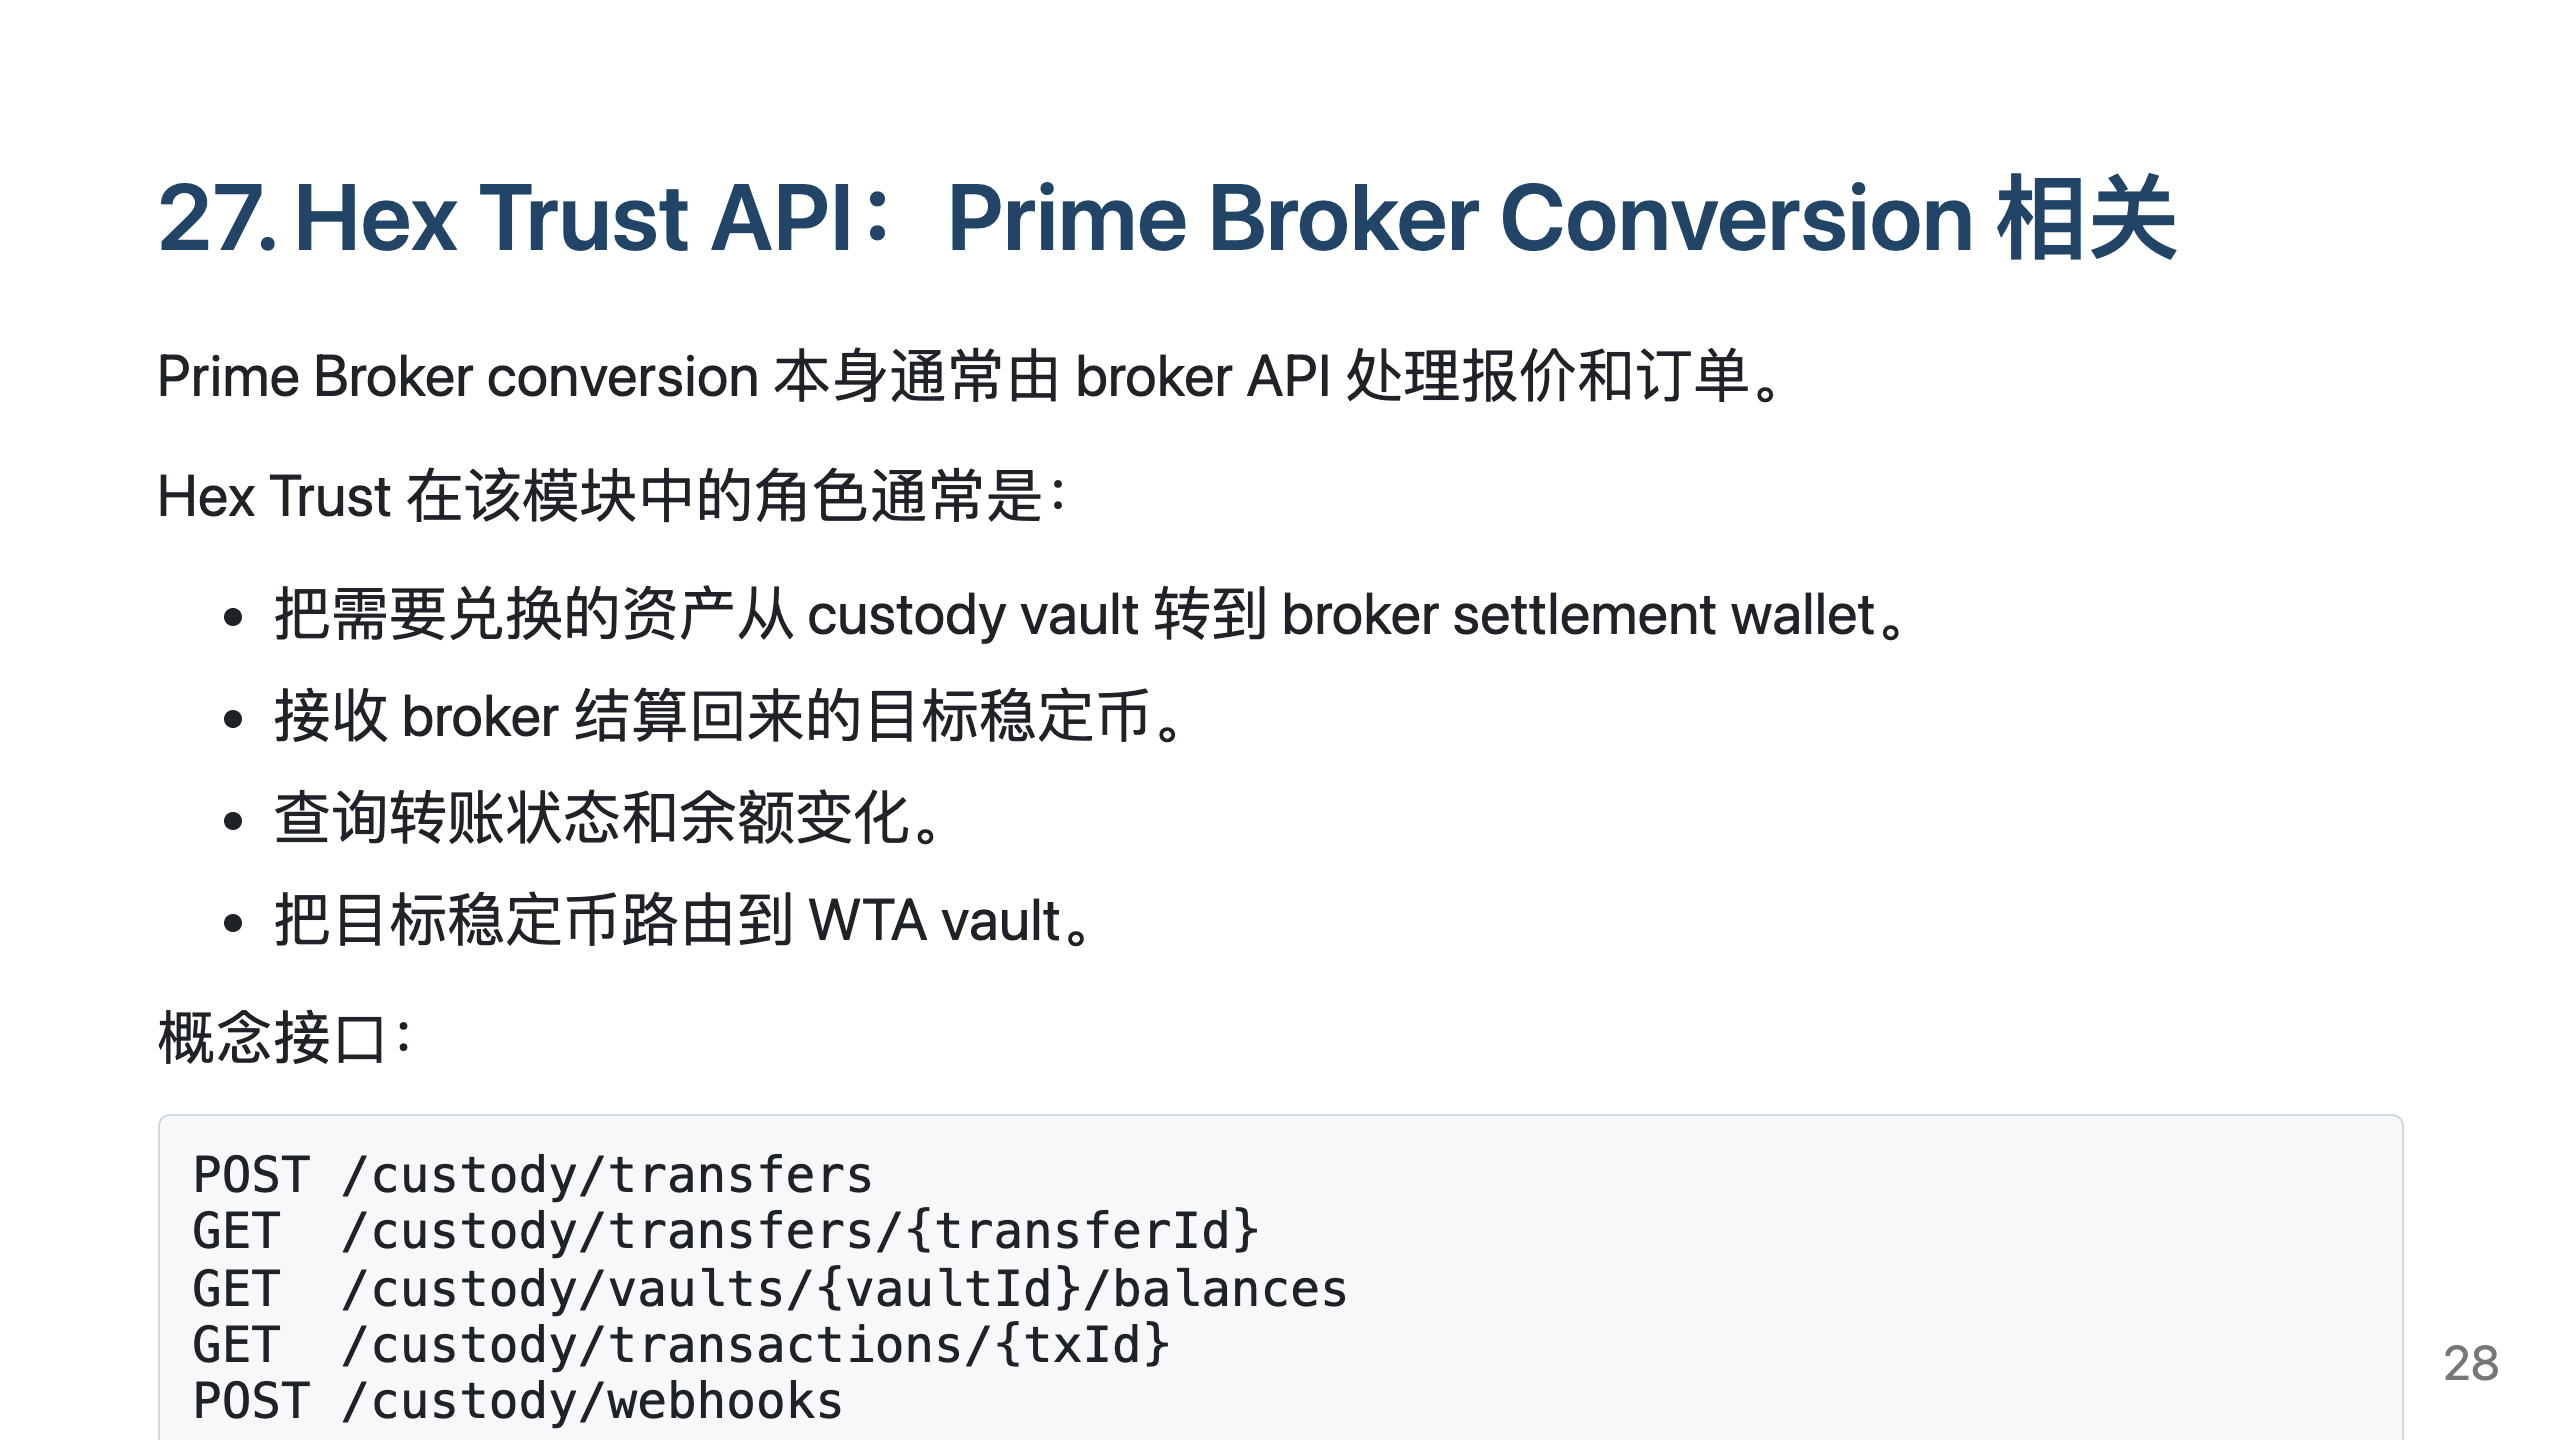 27. Hex Trust API：Prime Broker Conversion 相关
Prime Broker conversion 本身通常由 broker API 处理报价和订单。
Hex Trust 在该模块中的角色通常是：
• 把需要兑换的资产从 custody vault 转到 broker settlement wallet。
• 接收 broker 结算回来的目标稳定币。
• 查询转账状态和余额变化。
• 把目标稳定币路由到 WTA vault。
概念接口：
POST /custody/transfers
GET  /custody/transfers/{transferId}
GET  /custody/vaults/{vaultId}/balances
GET  /custody/transactions/{txId}
POST /custody/webhooks
28